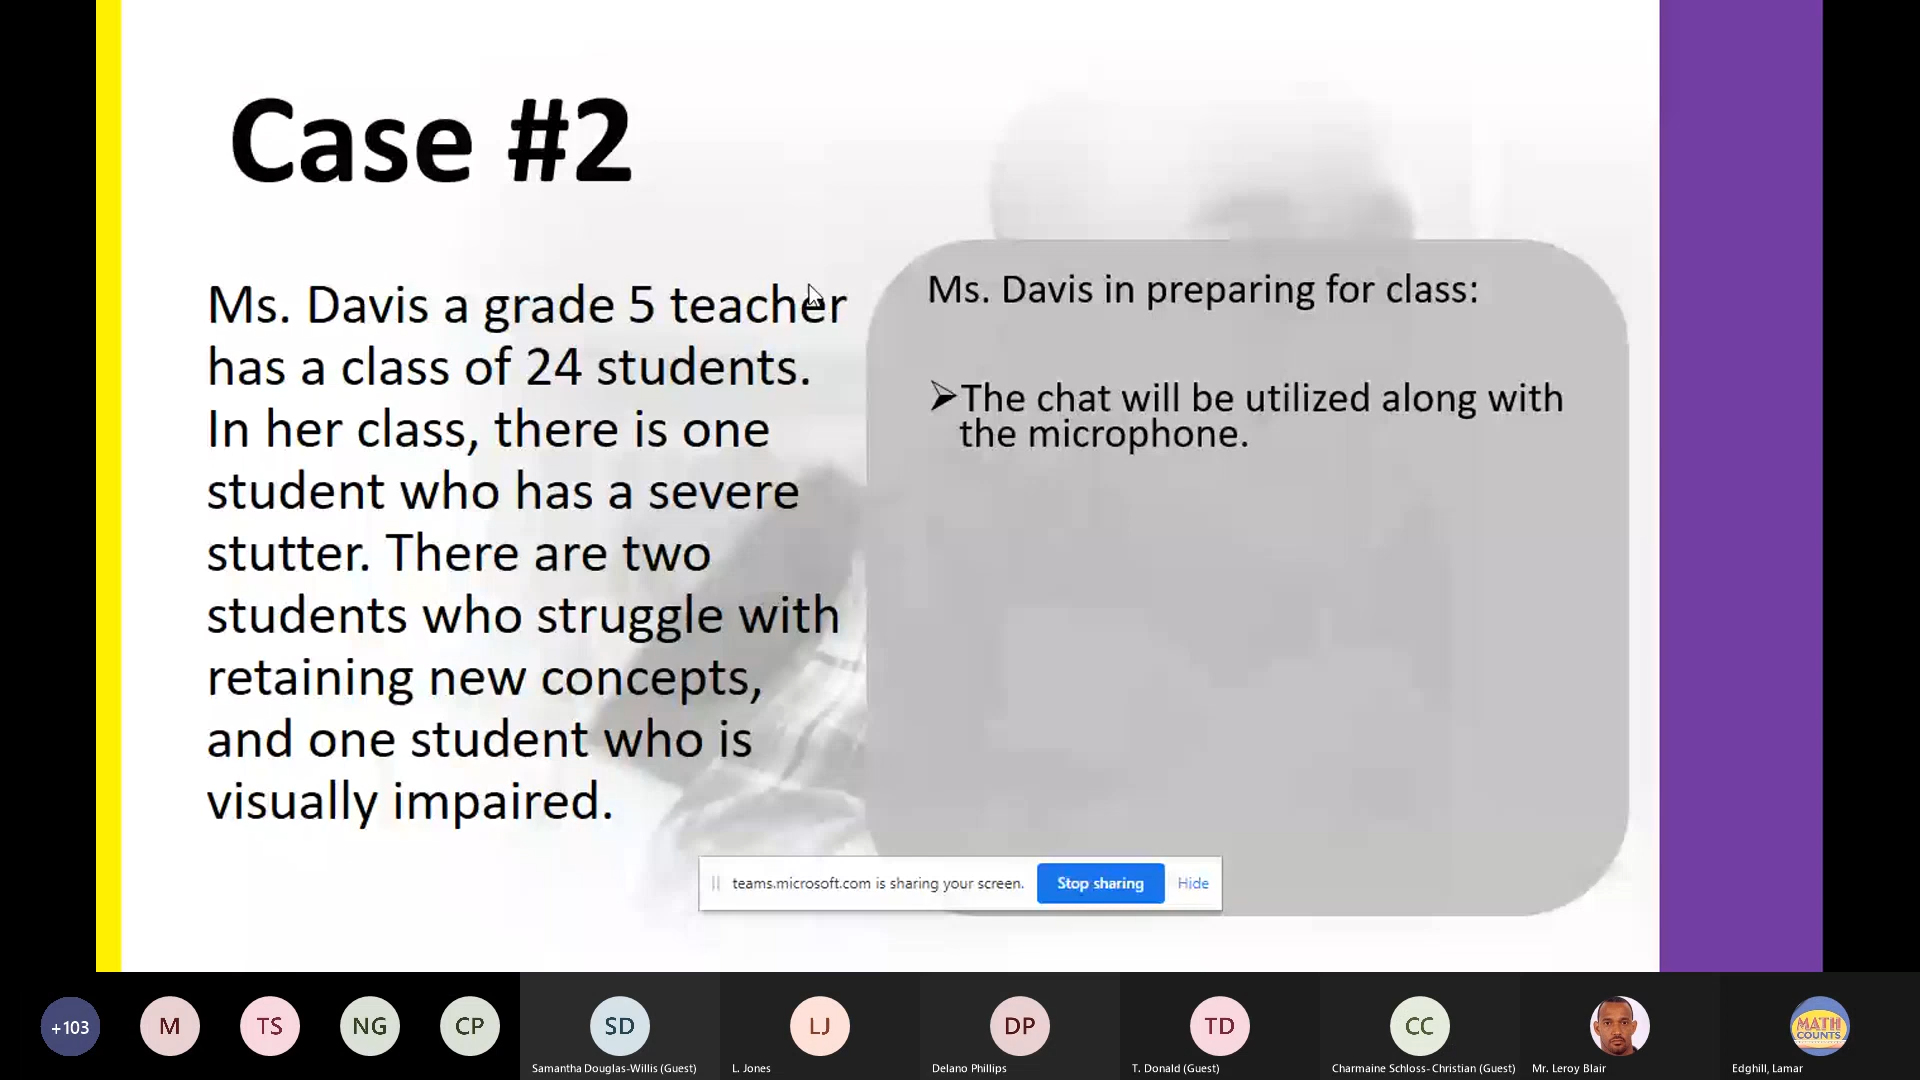 Case #2
Ms. Davis a grade 5 teacher
has a class of 24 students.
In her class, there is one
student who has a severe
stutter. There are two
students who struggle with
retaining new concepts,
and one student who is
visually impaired.
Ms. Davis in preparing for class:
➢The chat will be utilized along with
the microphone.
teams.microsoft.com is sharing your screen.
Stop sharing
Hide
+103
M
TS
NG
CP
SD
Samantha Douglas-Willis (Guest)
LJ
L. Jones
DP
Delano Phillips
TD
T. Donald (Guest)
CC
Charmaine Schloss- Christian (Guest)
Mr. Leroy Blair
MATH
COUNTS
Edghill, Lamar